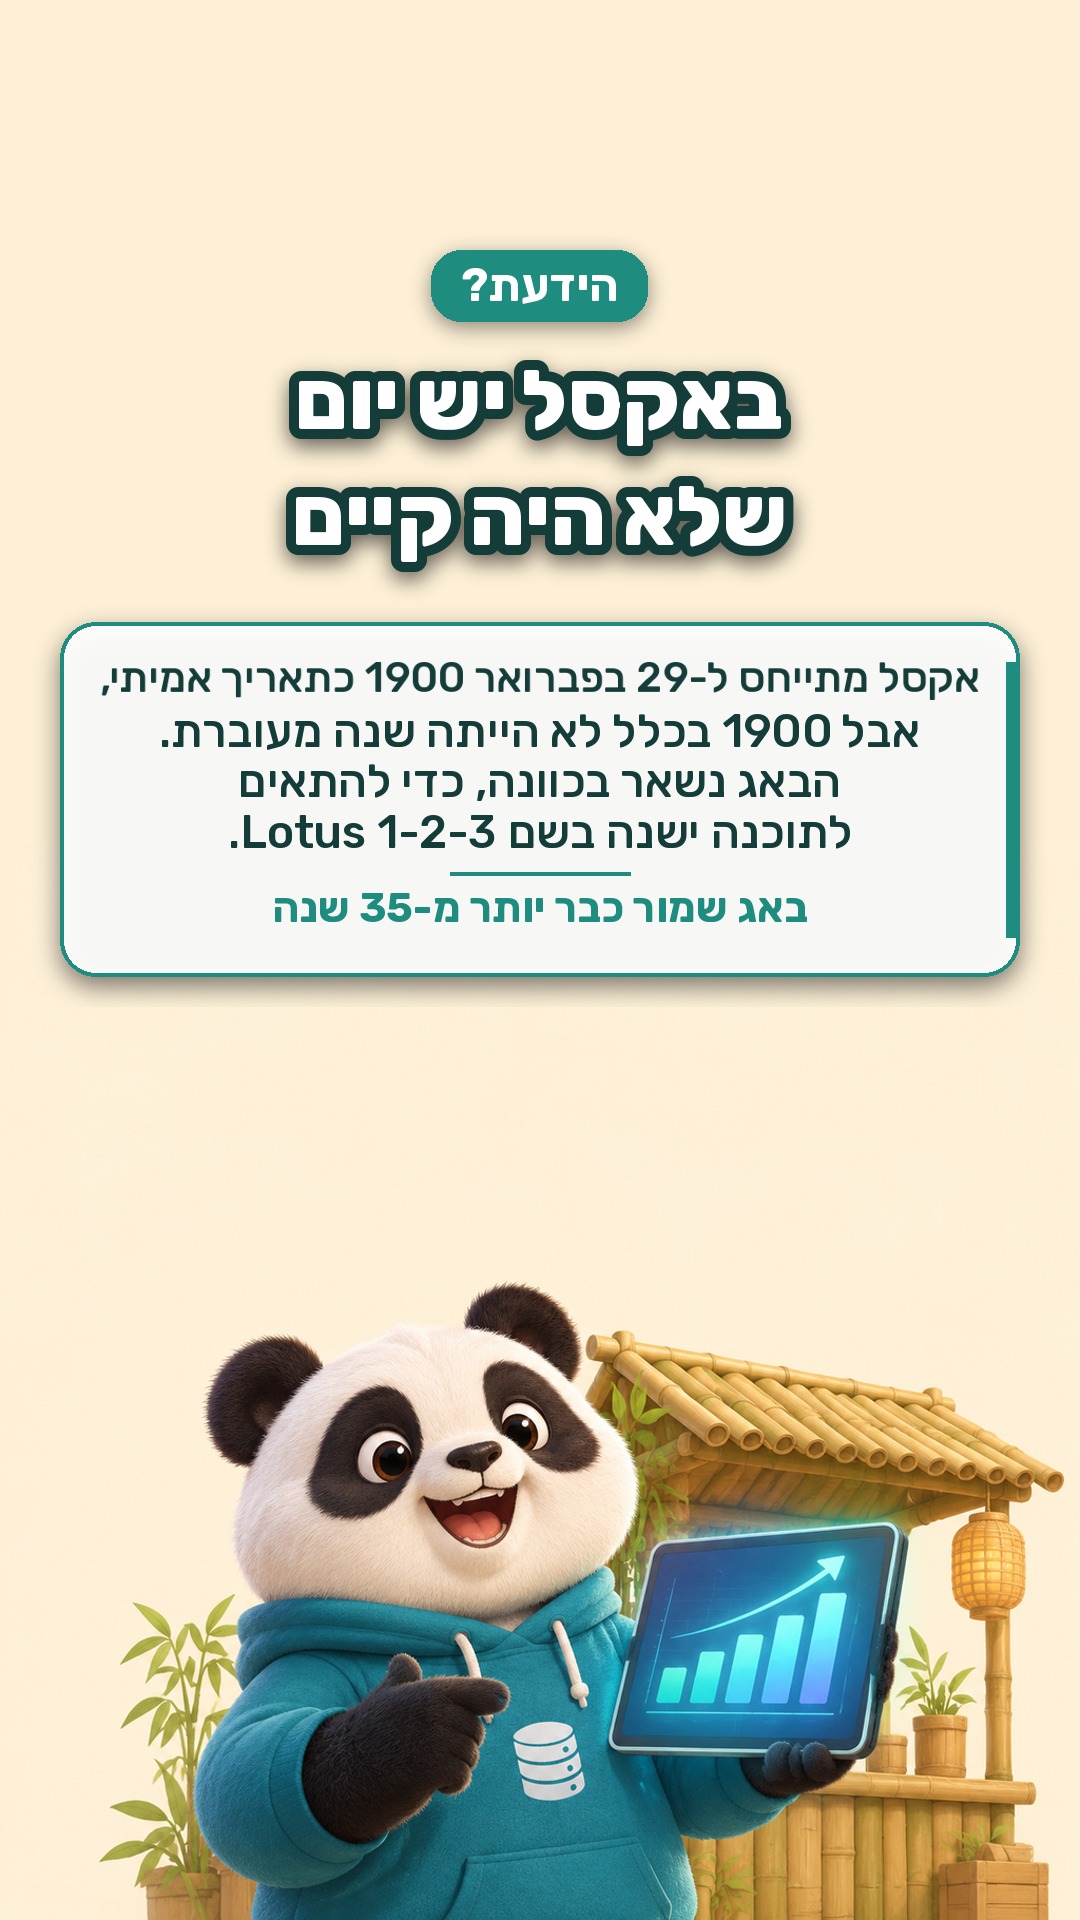 הידעת?
באקסל יש יום
שלא היה קיים
אקסל מתייחס ל-29 בפברואר 1900 כתאריך אמיתי,
אבל 1900 בכלל לא הייתה שנה מעוברת.
הבאג נשאר בכוונה, כדי להתאים
לתוכנה ישנה בשם Lotus 1-2-3.
באג שמור כבר יותר מ-35 שנה